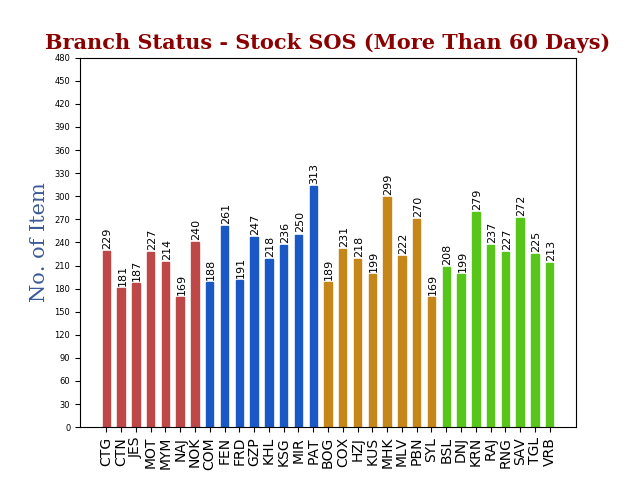 Branch Status - Stock SOS (More Than 60 Days)
No. of Item
480
450
420
390
360
330
300
270
240
210
180
150
120
90
60
30
0
229
181
187
227
214
169
240
188
261
191
247
218
236
250
313
189
231
218
199
299
222
270
169
208
199
279
237
227
272
225
213
CTG
CTN
JES
MOT
MYM
NAJ
NOK
COM
FEN
FRD
GZP
KHL
KSG
MIR
PAT
BOG
COX
HZJ
KUS
MHK
MLV
PBN
SYL
BSL
DNJ
KRN
RAJ
RNG
SAV
TGL
VRB